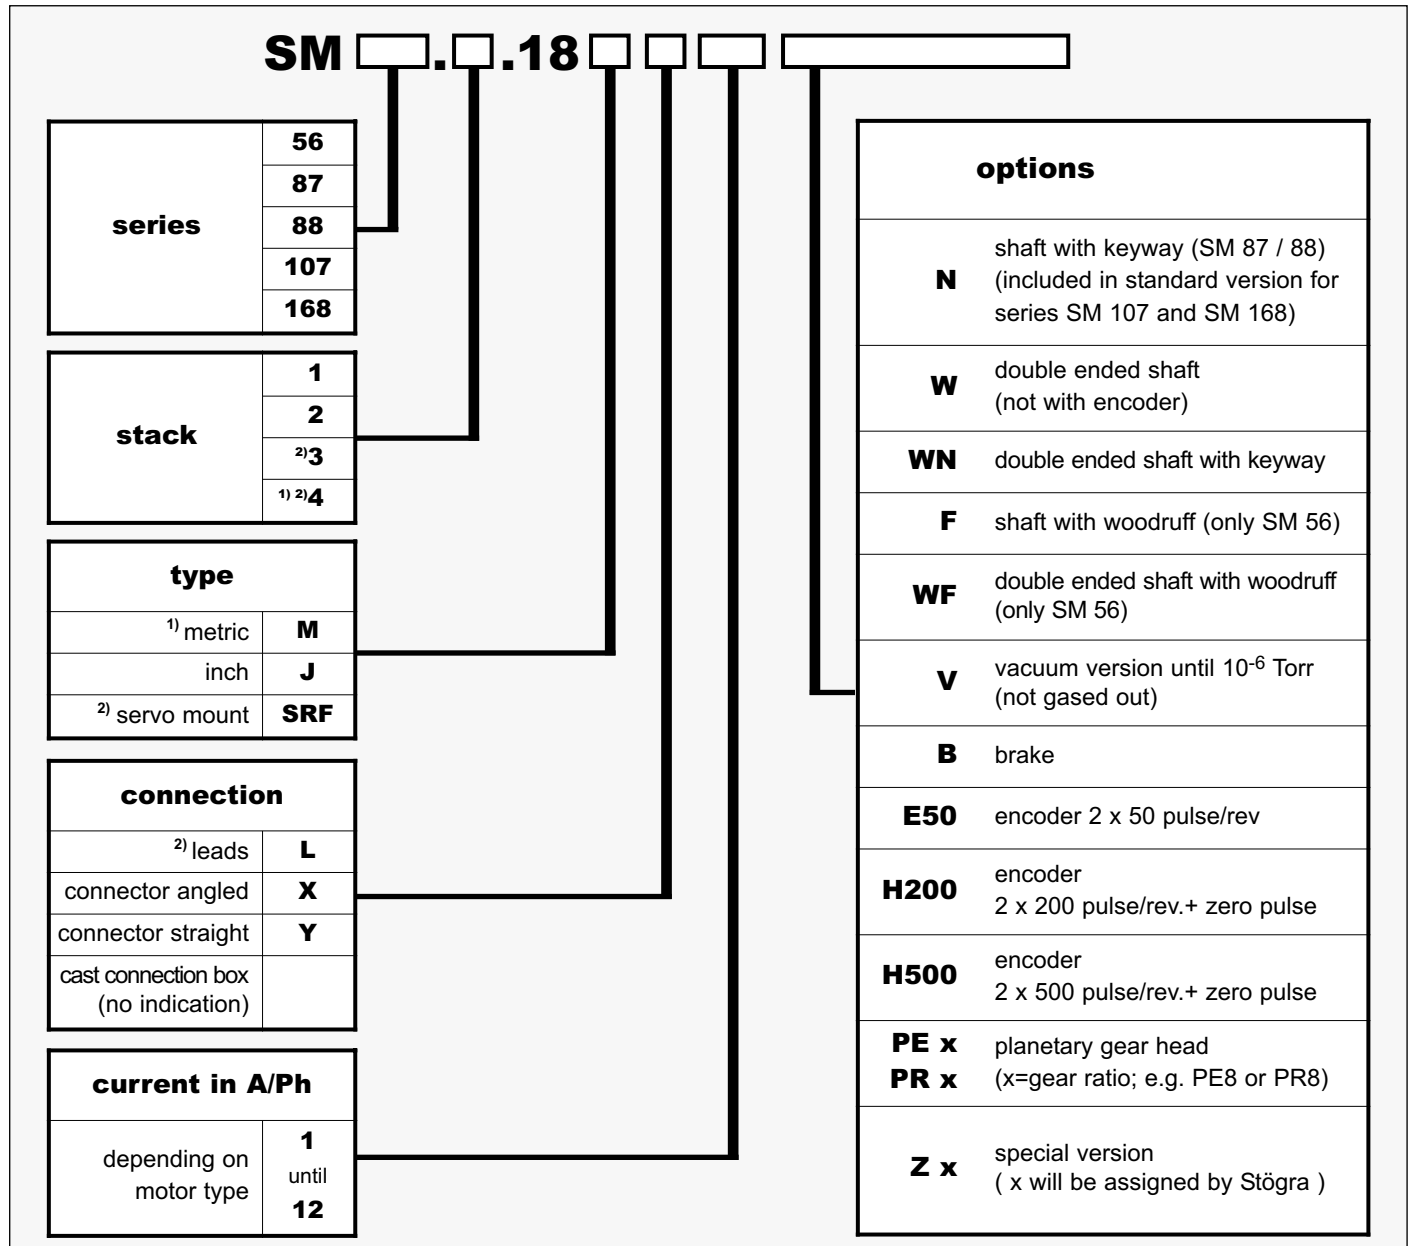 SM . .18
series
56
87
88
107
168
stack
1
2
2)3
1) 2)4
type
1) metric M
inch J
2) servo mount SRF
connection
2) leads L
connector angled X
connector straight Y
cast connection box
(no indication)
current in A/Ph
depending on
motor type
1
until
12
options
N
shaft with keyway (SM 87 / 88)
(included in standard version for
series SM 107 and SM 168)
W
double ended shaft
(not with encoder)
WN double ended shaft with keyway
F shaft with woodruff (only SM 56)
WF
double ended shaft with woodruff
(only SM 56)
V
vacuum version until 10-6 Torr
(not gased out)
B brake
E50 encoder 2 x 50 pulse/rev
H200
encoder
2 x 200 pulse/rev.+ zero pulse
H500
encoder
2 x 500 pulse/rev.+ zero pulse
PE x planetary gear head
PR x (x=gear ratio; e.g. PE8 or PR8)
Z x
special version
( x will be assigned by Stögra )